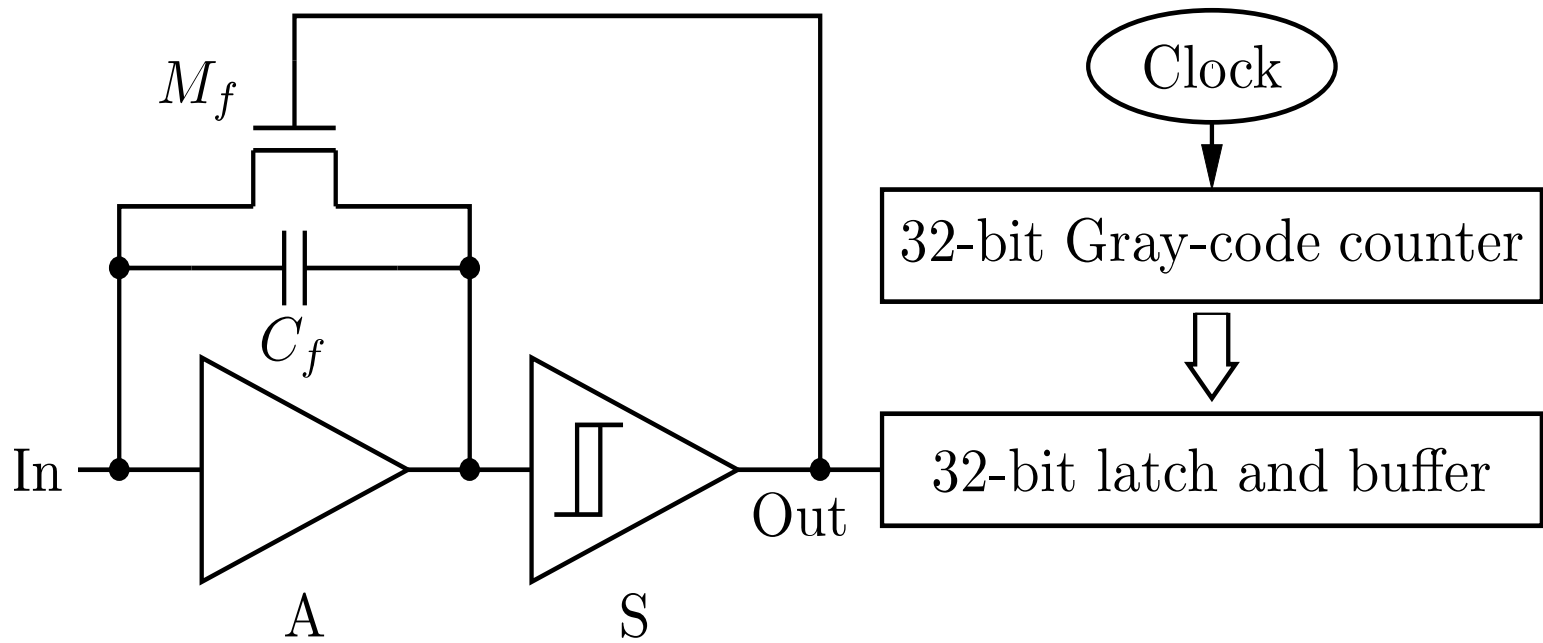 M_f
C_f
In
A
S
Out
Clock
32-bit Gray-code counter
32-bit latch and buffer